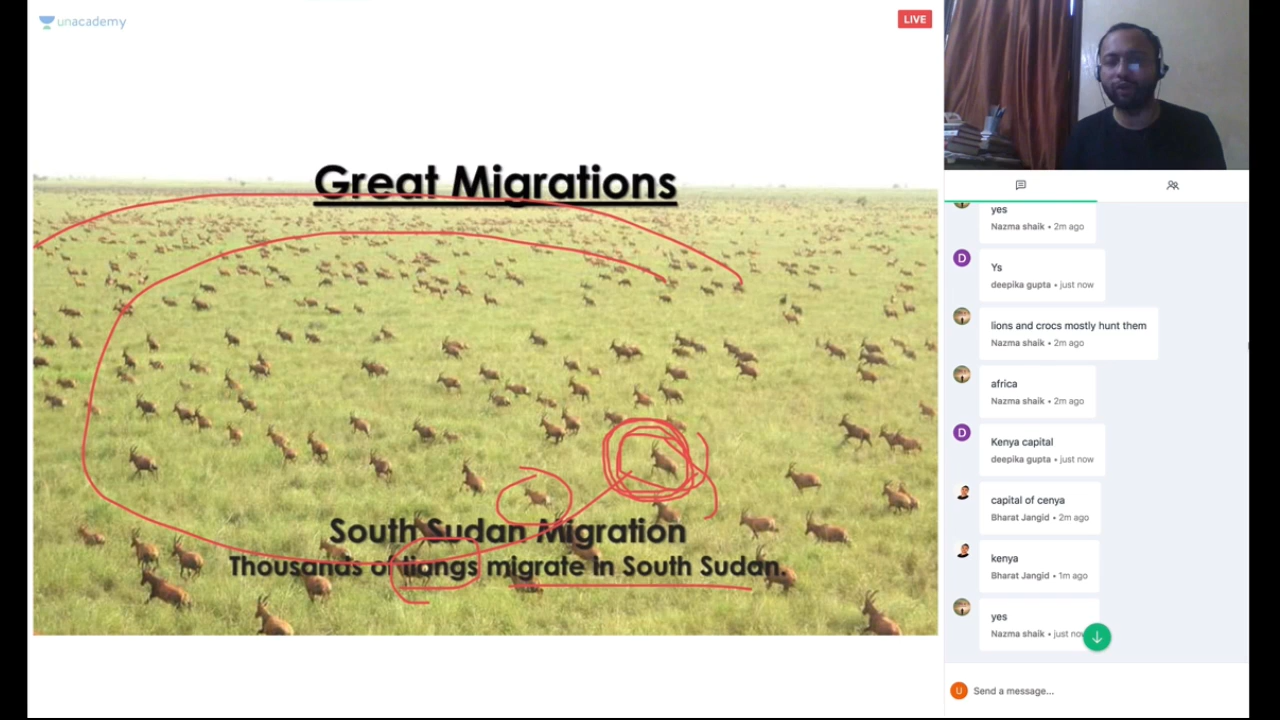 unacademy
LIVE
Great Migrations
South Sudan Migration
Thousands of tiangs migrate in South Sudan.
yes
Nazma shaik • 2m ago
D
Ys
deepika gupta • just now
lions and crocs mostly hunt them
Nazma shaik • 2m ago
africa
Nazma shaik • 2m ago
D
Kenya capital
deepika gupta • just now
capital of cenya
Bharat Jangid • 2m ago
kenya
Bharat Jangid • 1m ago
yes
Nazma shaik • just now
U
Send a message...